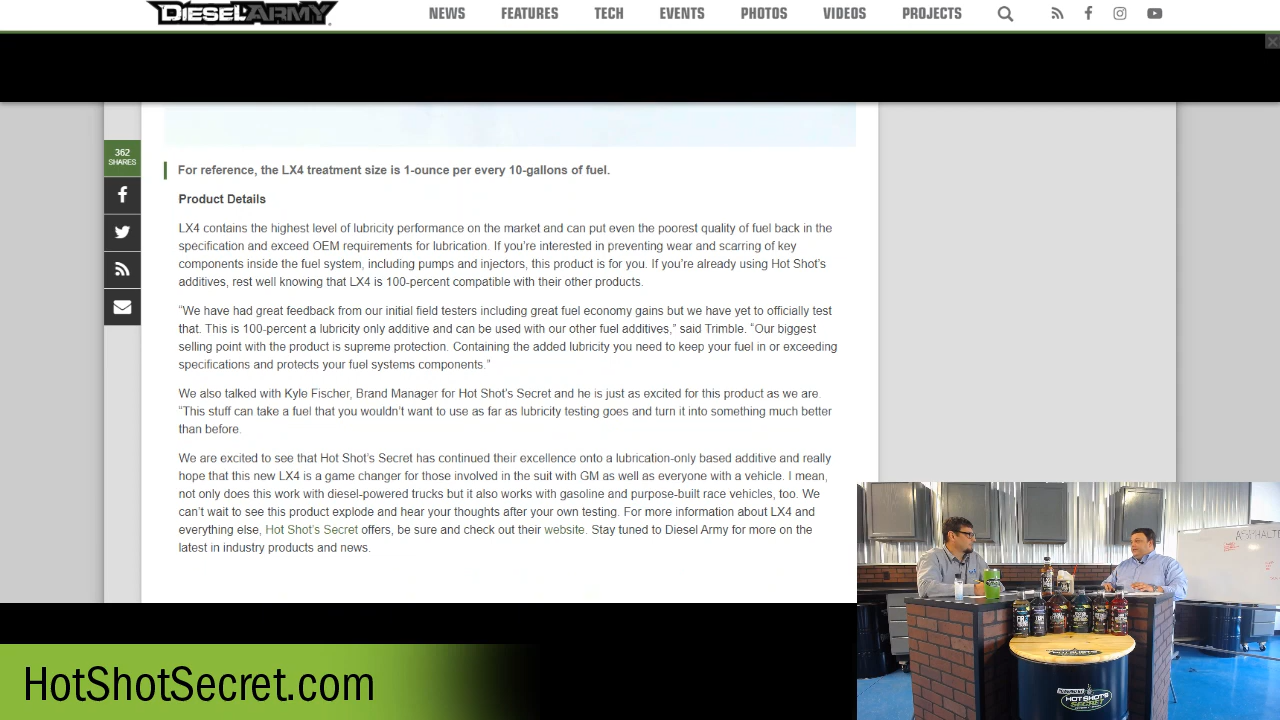 DIESELARMY
NEWS FEATURES TECH EVENTS PHOTOS VIDEOS PROJECTS
362
SHARES
For reference, the LX4 treatment size is 1-ounce per every 10-gallons of fuel.
Product Details
LX4 contains the highest level of lubricity performance on the market and can put even the poorest quality of fuel back in the
specification and exceed OEM requirements for lubrication. If you’re interested in preventing wear and scarring of key
components inside the fuel system, including pumps and injectors, this product is for you. If you’re already using Hot Shot’s
additives, rest well knowing that LX4 is 100-percent compatible with their other products.
“We have had great feedback from our initial field testers including great fuel economy gains but we have yet to officially test
that. This is 100-percent a lubricity only additive and can be used with our other fuel additives,” said Trimble. “Our biggest
selling point with the product is supreme protection. Containing the added lubricity you need to keep your fuel in or exceeding
specifications and protects your fuel systems components.”
We also talked with Kyle Fischer, Brand Manager for Hot Shot’s Secret and he is just as excited for this product as we are.
“This stuff can take a fuel that you wouldn’t want to use as far as lubricity testing goes and turn it into something much better
than before.
We are excited to see that Hot Shot’s Secret has continued their excellence onto a lubrication-only based additive and really
hope that this new LX4 is a game changer for those involved in the suit with GM as well as everyone with a vehicle. I mean,
not only does this work with diesel-powered trucks but it also works with gasoline and purpose-built race vehicles, too. We
can’t wait to see this product explode and hear your thoughts after your own testing. For more information about LX4 and
everything else Hot Shot’s Secret offers, be sure and check out their website. Stay tuned to Diesel Army for more on the
latest in industry products and news.
ASPHALT
HOT SHOT'S
SECRET
HotShotSecret.com